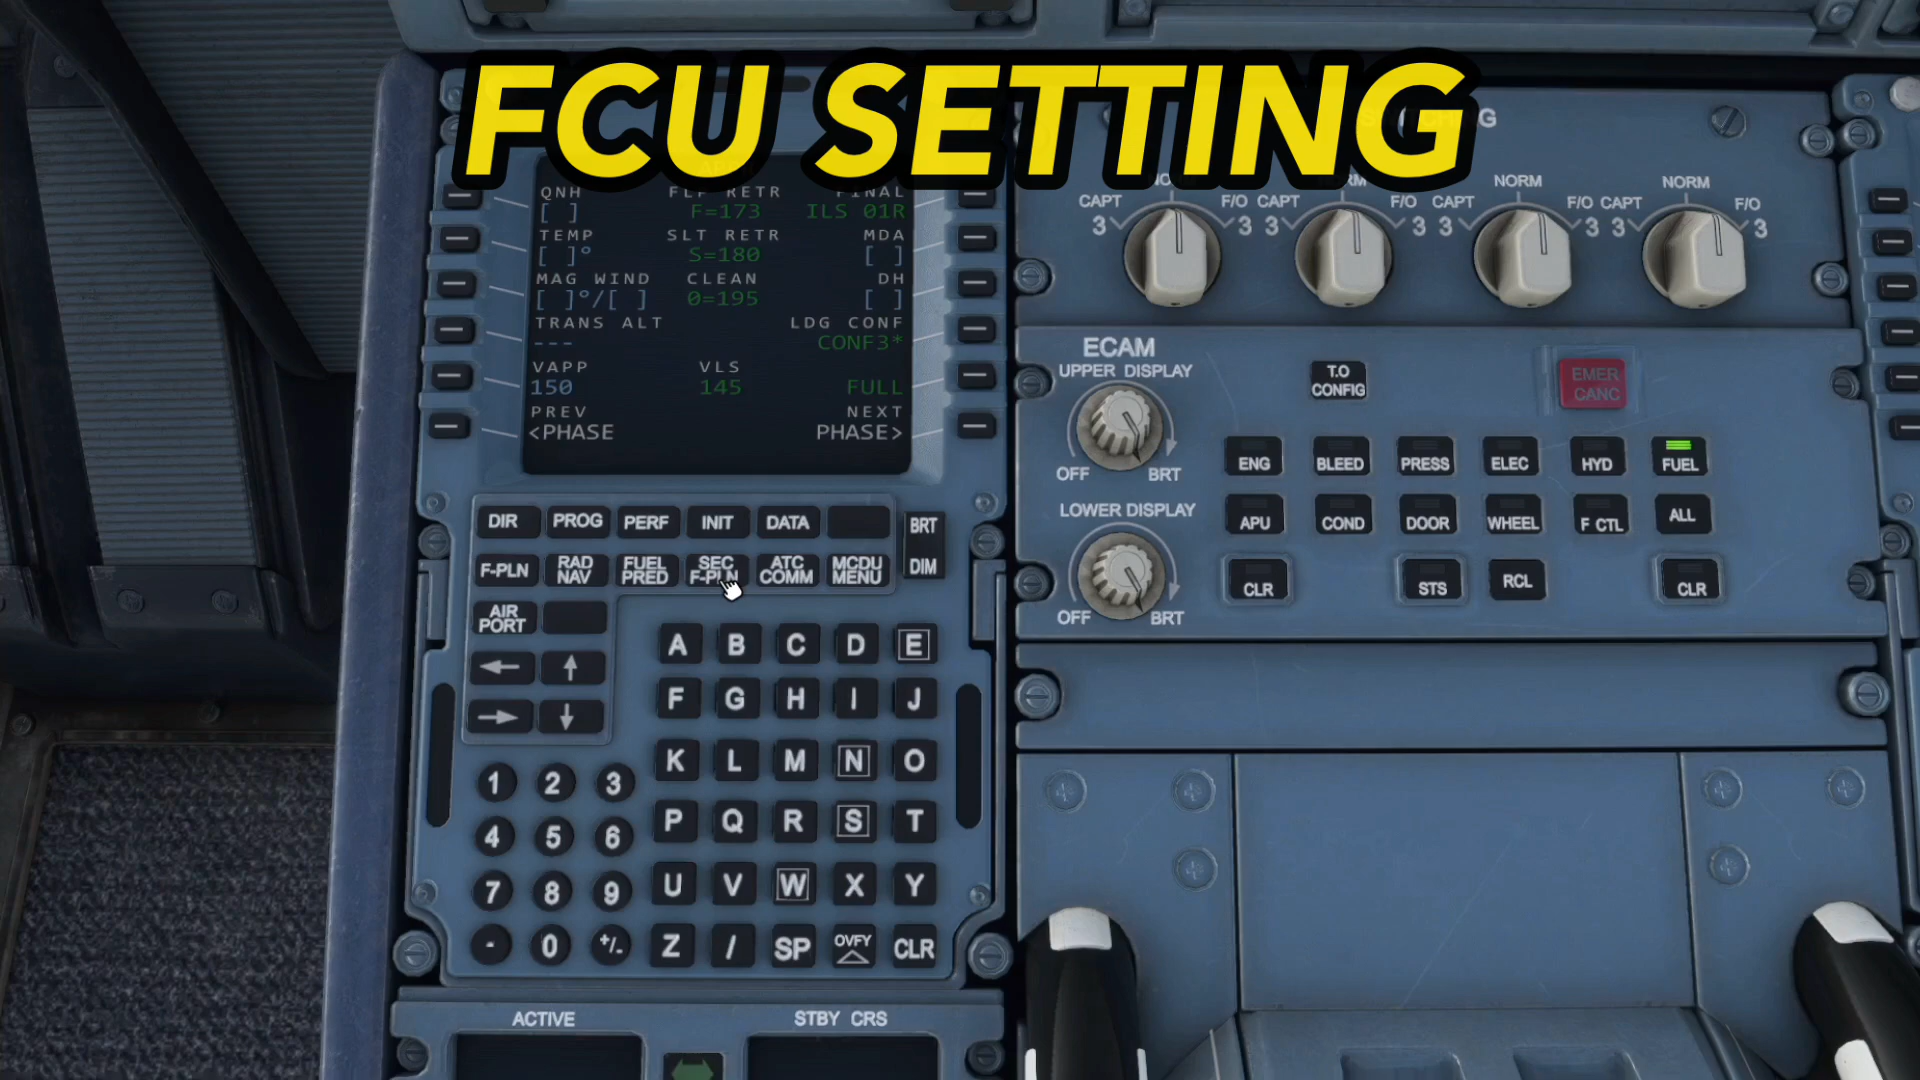 FCU SETTING
QNH FLP RETR FINAL
[ ] F=173 ILS 01R
TEMP SLT RETR MDA
[ ]° S=180 [ ]
MAG WIND CLEAN DH
[ ]°/[ ] O=195 [ ]
TRANS ALT LDG CONF
--- CONF3*
VAPP VLS
150 145 FULL
PREV NEXT
<PHASE PHASE>
DIR PROG PERF INIT DATA BRT
F-PLN RAD NAV FUEL PRED SEC F-PLN ATC COMM MCDU MENU DIM
AIR PORT
A B C D E
F G H I J
K L M N O
P Q R S T
U V W X Y
Z / SP OVFY CLR
1 2 3
4 5 6
7 8 9
- 0 +/-
ACTIVE STBY CRS
NORM NORM NORM NORM
CAPT F/O CAPT F/O CAPT F/O CAPT F/O
3 3 3 3 3 3 3 3
ECAM
UPPER DISPLAY
OFF BRT
LOWER DISPLAY
OFF BRT
T.O CONFIG
EMER CANC
ENG BLEED PRESS ELEC HYD FUEL
APU COND DOOR WHEEL F CTL ALL
CLR STS RCL CLR